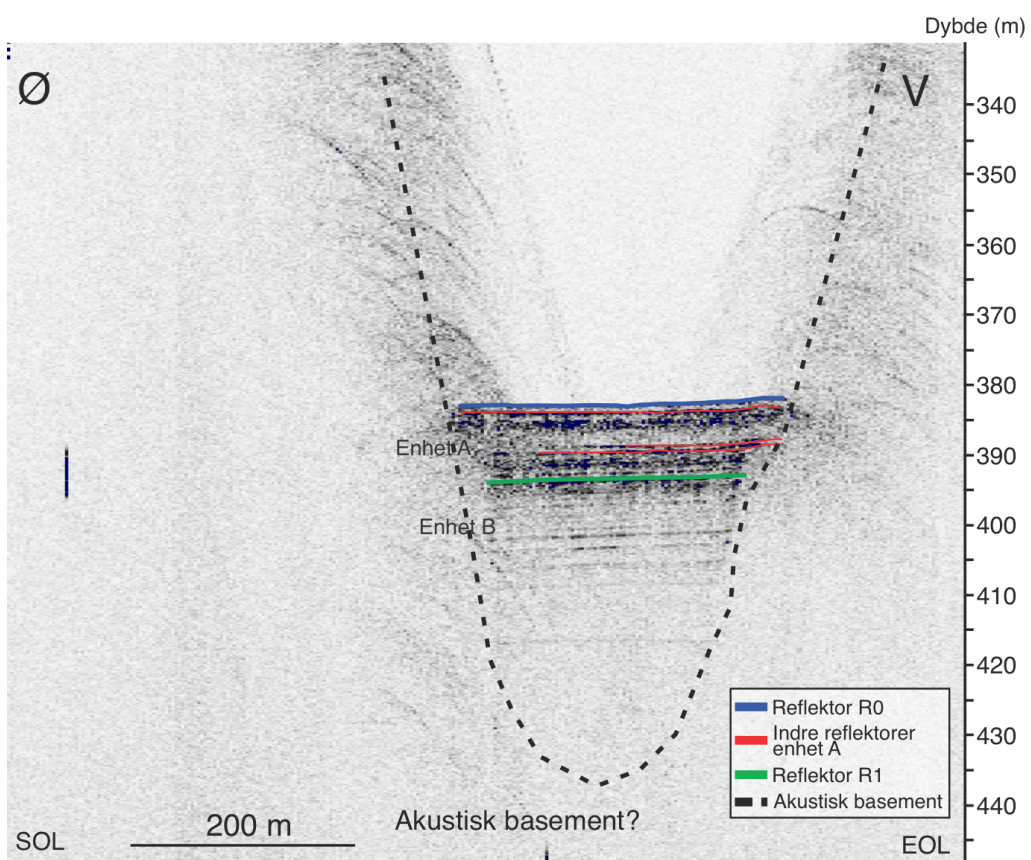 Dybde (m)
Ø
V
340
350
360
370
380
390
400
410
420
430
440
Enhet A
Enhet B
Reflektor R0
Indre reflektorer
enhet A
Reflektor R1
Akustisk basement
Akustisk basement?
200 m
SOL
EOL